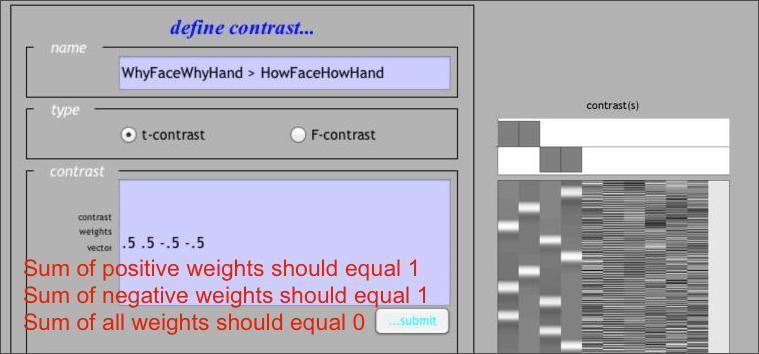 define contrast...
name
WhyFaceWhyHand > HowFaceHowHand
type
t-contrast
F-contrast
contrast
contrast
weights
vector
.5 .5 -.5 -.5
Sum of positive weights should equal 1
Sum of negative weights should equal 1
Sum of all weights should equal 0
...submit
contrast(s)